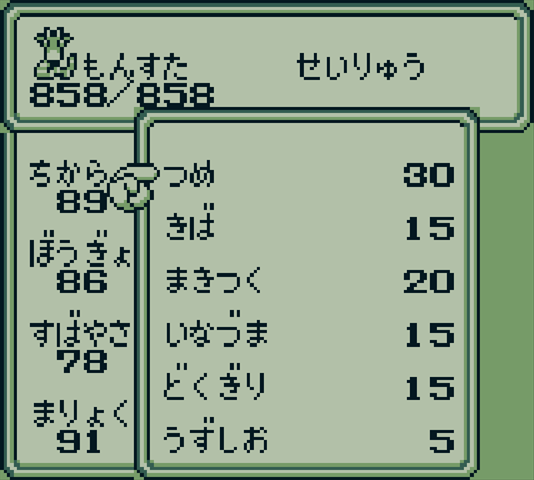 もんすた せいりゅう
858/858
ちから
89
ぼうぎょ
86
すばやさ
78
まりょく
91
つめ 30
きば 15
まきつく 20
いなづま 15
どくぎり 15
うずしお 5